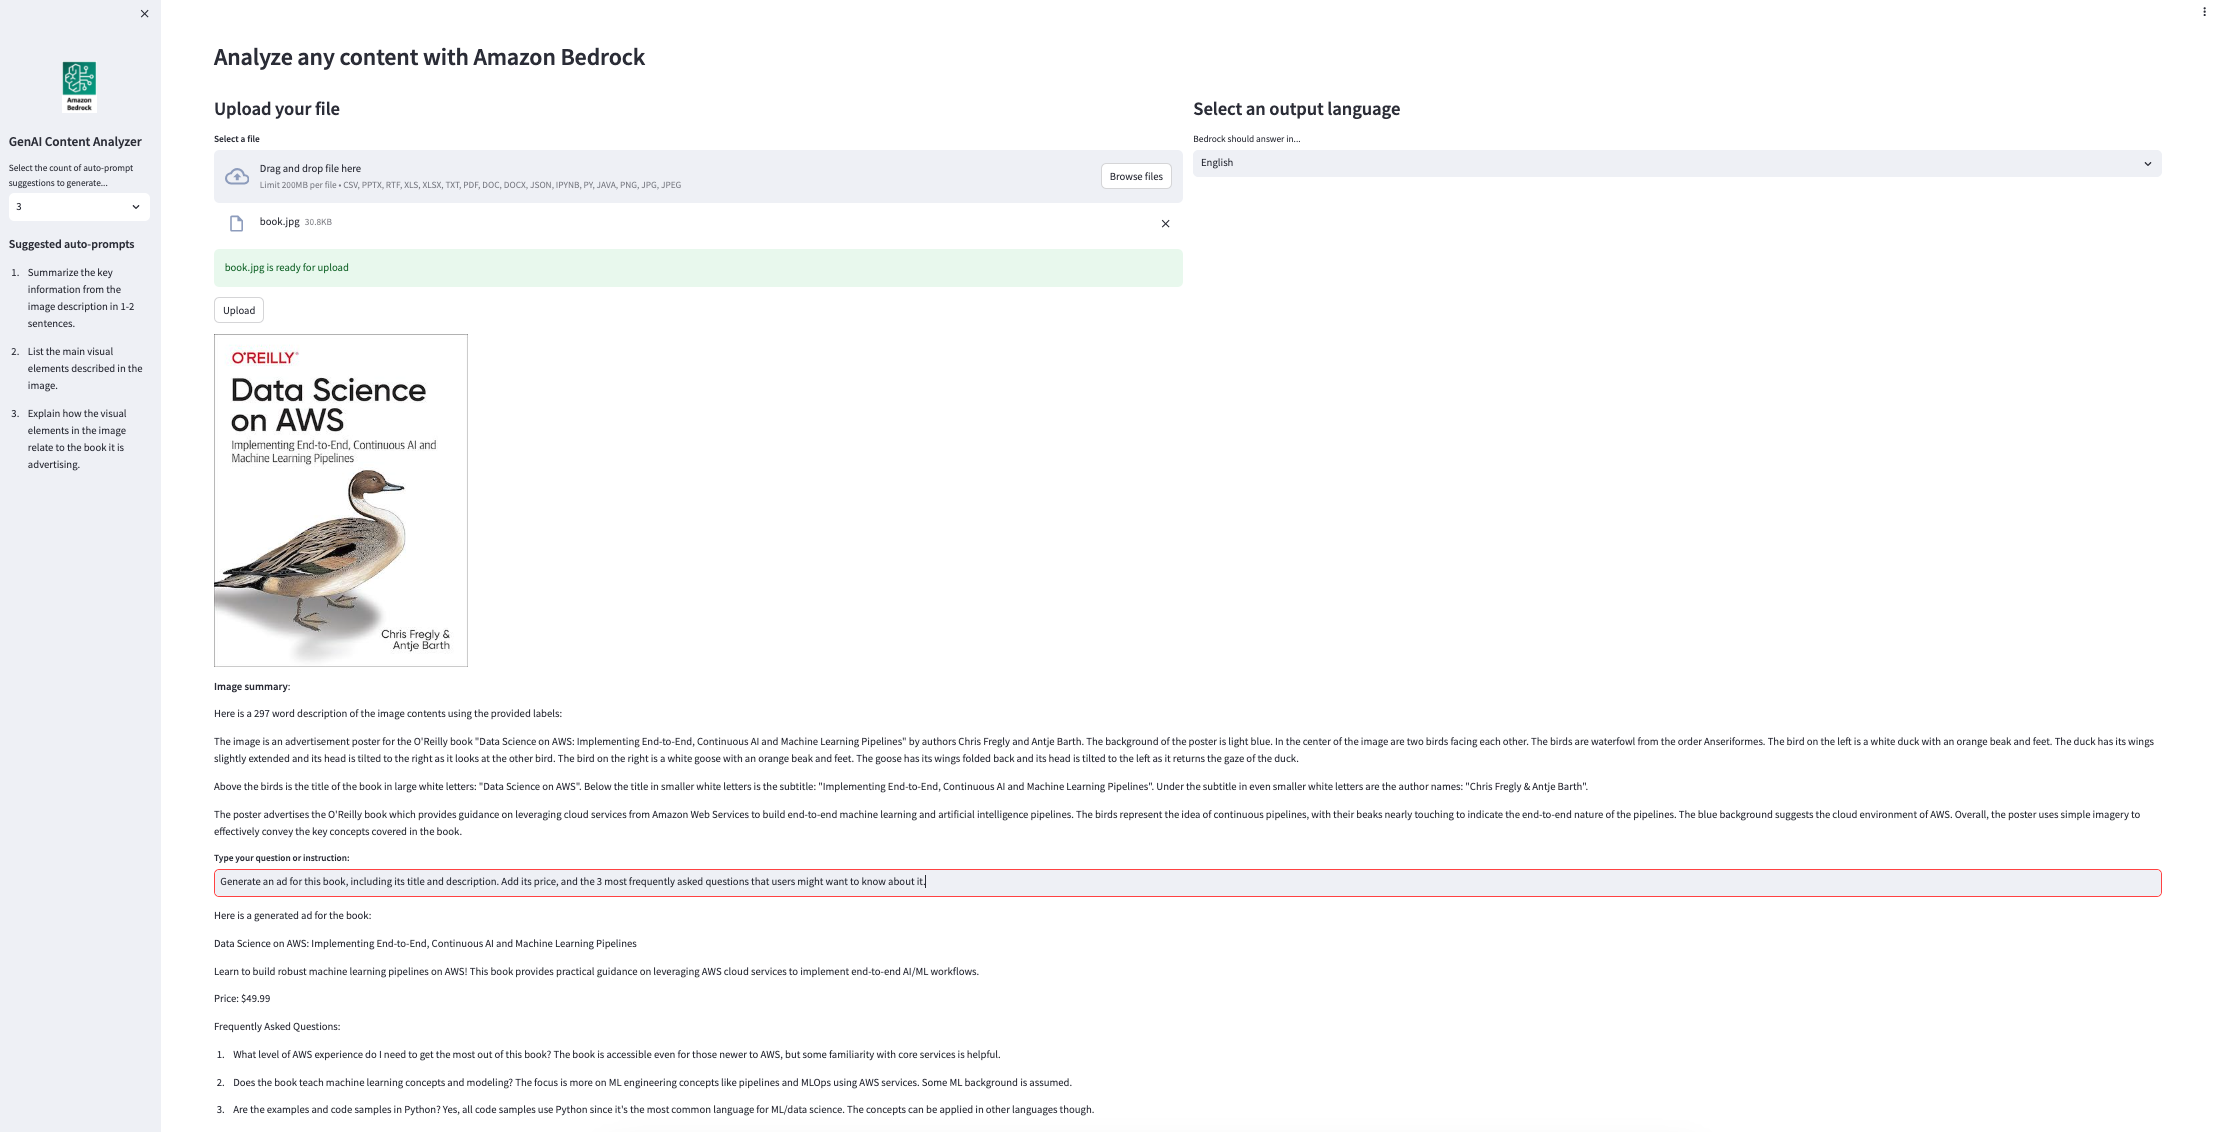 Amazon
Bedrock
GenAI Content Analyzer
Select the count of auto-prompt
suggestions to generate...
3
Suggested auto-prompts
1. Summarize the key
information from the
image description in 1-2
sentences.
2. List the main visual
elements described in the
image.
3. Explain how the visual
elements in the image
relate to the book it is
advertising.
Analyze any content with Amazon Bedrock
Upload your file
Select a file
Drag and drop file here
Limit 200MB per file • CSV, PPTX, RTF, XLS, XLSX, TXT, PDF, DOC, DOCX, JSON, IPYNB, PY, JAVA, PNG, JPG, JPEG
Browse files
book.jpg 30.8KB
book.jpg is ready for upload
Upload
Select an output language
Bedrock should answer in...
English
O'REILLY®
Data Science
on AWS
Implementing End-to-End, Continuous AI and
Machine Learning Pipelines
Chris Fregly &
Antje Barth
Image summary:
Here is a 297 word description of the image contents using the provided labels:
The image is an advertisement poster for the O'Reilly book "Data Science on AWS: Implementing End-to-End, Continuous AI and Machine Learning Pipelines" by authors Chris Fregly and Antje Barth. The background of the poster is light blue. In the center of the image are two birds facing each other. The birds are waterfowl from the order Anseriformes. The bird on the left is a white duck with an orange beak and feet. The duck has its wings
slightly extended and its head is tilted to the right as it looks at the other bird. The bird on the right is a white goose with an orange beak and feet. The goose has its wings folded back and its head is tilted to the left as it returns the gaze of the duck.
Above the birds is the title of the book in large white letters: "Data Science on AWS". Below the title in smaller white letters is the subtitle: "Implementing End-to-End, Continuous AI and Machine Learning Pipelines". Under the subtitle in even smaller white letters are the author names: "Chris Fregly & Antje Barth".
The poster advertises the O'Reilly book which provides guidance on leveraging cloud services from Amazon Web Services to build end-to-end machine learning and artificial intelligence pipelines. The birds represent the idea of continuous pipelines, with their beaks nearly touching to indicate the end-to-end nature of the pipelines. The blue background suggests the cloud environment of AWS. Overall, the poster uses simple imagery to
effectively convey the key concepts covered in the book.
Type your question or instruction:
Generate an ad for this book, including its title and description. Add its price, and the 3 most frequently asked questions that users might want to know about it.
Here is a generated ad for the book:
Data Science on AWS: Implementing End-to-End, Continuous AI and Machine Learning Pipelines
Learn to build robust machine learning pipelines on AWS! This book provides practical guidance on leveraging AWS cloud services to implement end-to-end AI/ML workflows.
Price: $49.99
Frequently Asked Questions:
1. What level of AWS experience do I need to get the most out of this book? The book is accessible even for those newer to AWS, but some familiarity with core services is helpful.
2. Does the book teach machine learning concepts and modeling? The focus is more on ML engineering concepts like pipelines and MLOps using AWS services. Some ML background is assumed.
3. Are the examples and code samples in Python? Yes, all code samples use Python since it's the most common language for ML/data science. The concepts can be applied in other languages though.